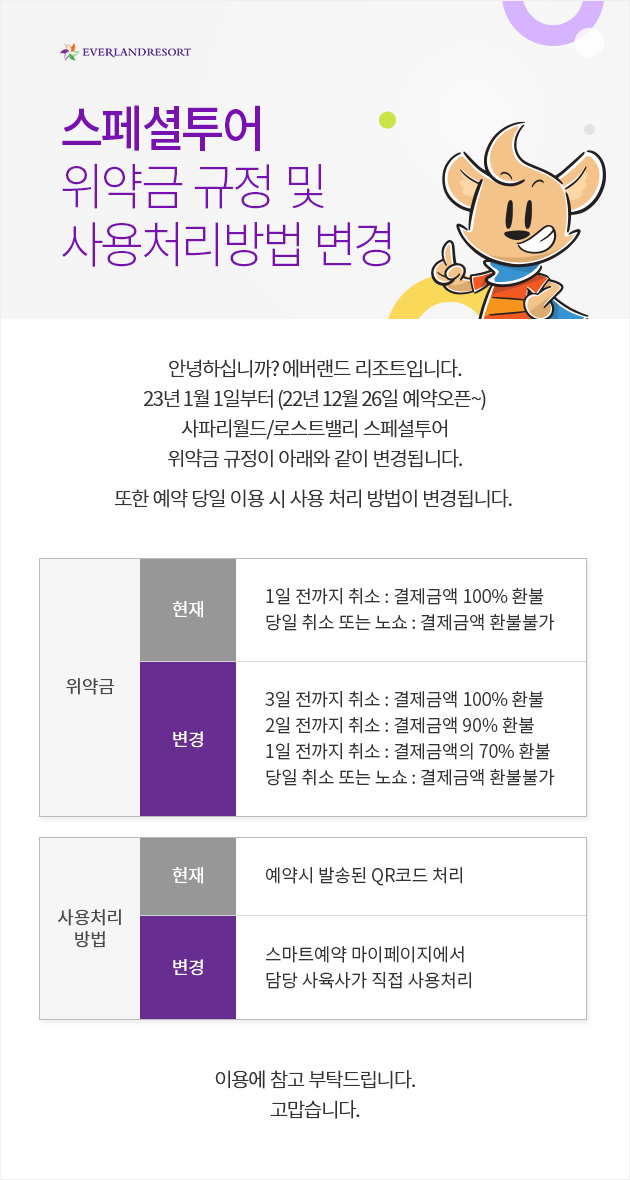 EVERLANDRESORT
스페셜투어
위약금 규정 및
사용처리방법 변경
안녕하십니까? 에버랜드 리조트입니다.
23년 1월 1일부터 (22년 12월 26일 예약오픈~)
사파리월드/로스트밸리 스페셜투어
위약금 규정이 아래와 같이 변경됩니다.
또한 예약 당일 이용 시 사용 처리 방법이 변경됩니다.
위약금
현재
1일 전까지 취소 : 결제금액 100% 환불
당일 취소 또는 노쇼 : 결제금액 환불불가
변경
3일 전까지 취소 : 결제금액 100% 환불
2일 전까지 취소 : 결제금액 90% 환불
1일 전까지 취소 : 결제금액의 70% 환불
당일 취소 또는 노쇼 : 결제금액 환불불가
사용처리
방법
현재
예약시 발송된 QR코드 처리
변경
스마트예약 마이페이지에서
담당 사육사가 직접 사용처리
이용에 참고 부탁드립니다.
고맙습니다.